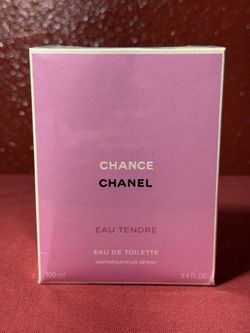 CHANCE
CHANEL
EAU TENDRE
EAU DE TOILETTE
VAPORISATEUR SPRAY
100 ml 3.4 FL. OZ.